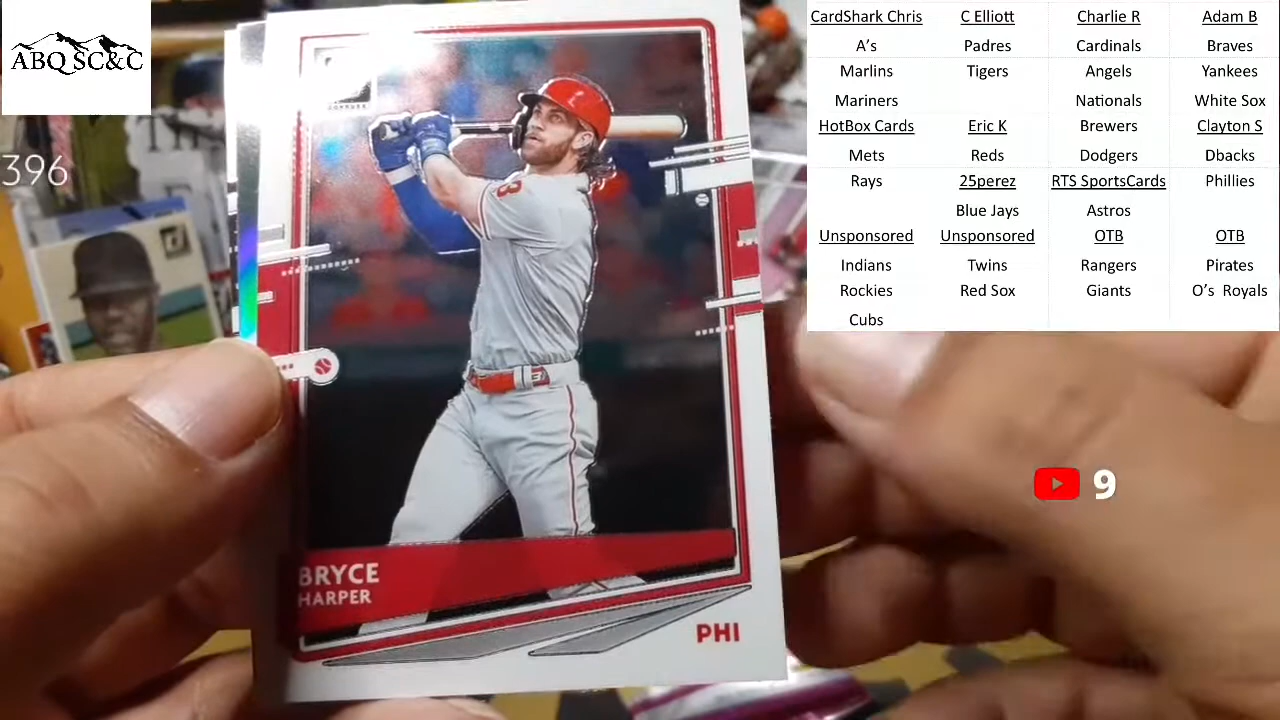 ABQ SC&C
396
CardShark Chris
C Elliott
Charlie R
Adam B
A's
Padres
Cardinals
Braves
Marlins
Tigers
Angels
Yankees
Mariners
Nationals
White Sox
HotBox Cards
Eric K
Brewers
Clayton S
Mets
Reds
Dodgers
Dbacks
Rays
25perez
RTS SportsCards
Phillies
Blue Jays
Astros
Unsponsored
Unsponsored
OTB
OTB
Indians
Twins
Rangers
Pirates
Rockies
Red Sox
Giants
O's Royals
Cubs
9
BRYCE
HARPER
PHI